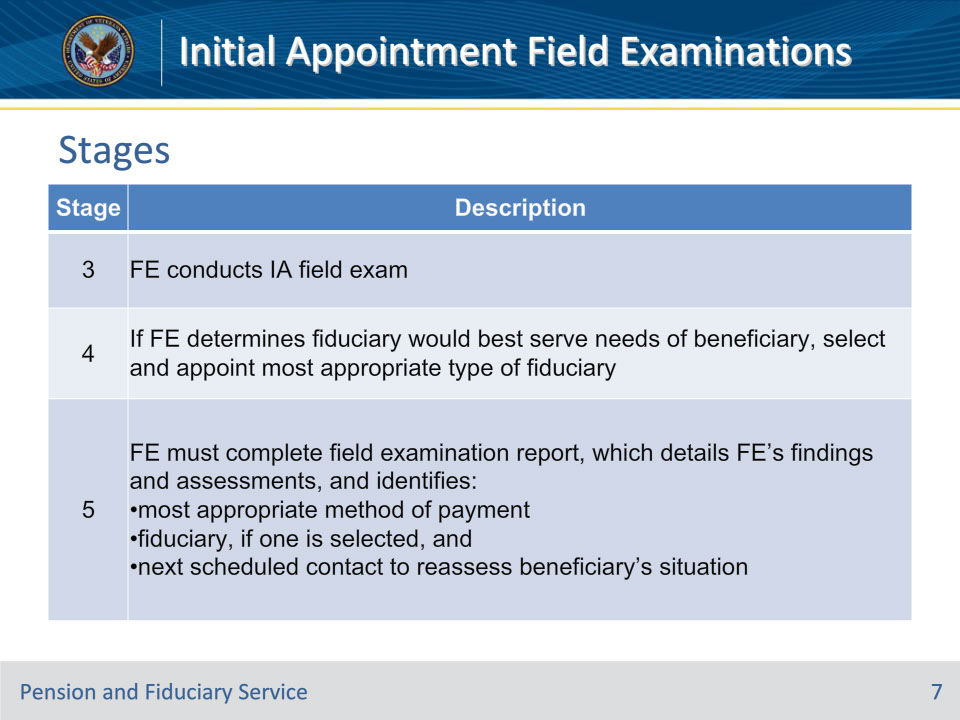 Initial Appointment Field Examinations
Stages
Stage Description
3 FE conducts IA field exam
4 If FE determines fiduciary would best serve needs of beneficiary, select
and appoint most appropriate type of fiduciary
5 FE must complete field examination report, which details FE’s findings
and assessments, and identifies:
•most appropriate method of payment
•fiduciary, if one is selected, and
•next scheduled contact to reassess beneficiary’s situation
Pension and Fiduciary Service 7